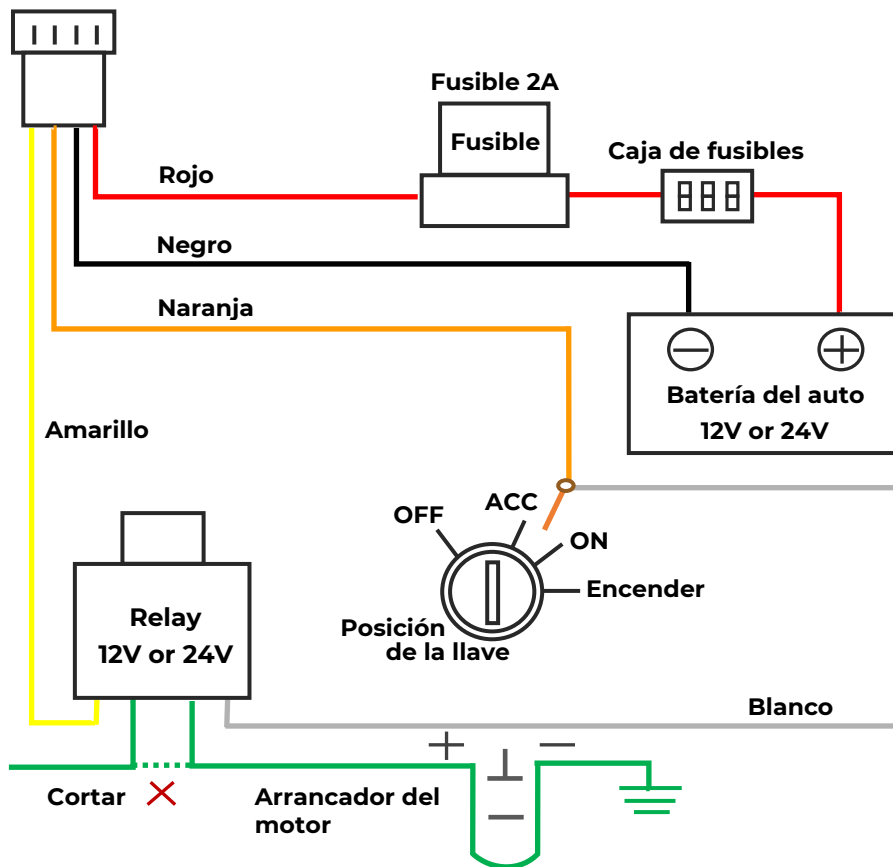 Fusible 2A
Fusible
Caja de fusibles
Rojo
Negro
Naranja
Batería del auto
12V or 24V
Amarillo
ACC
OFF
ON
Encender
Posición
de la llave
Relay
12V or 24V
Blanco
Cortar
Arrancador del
motor